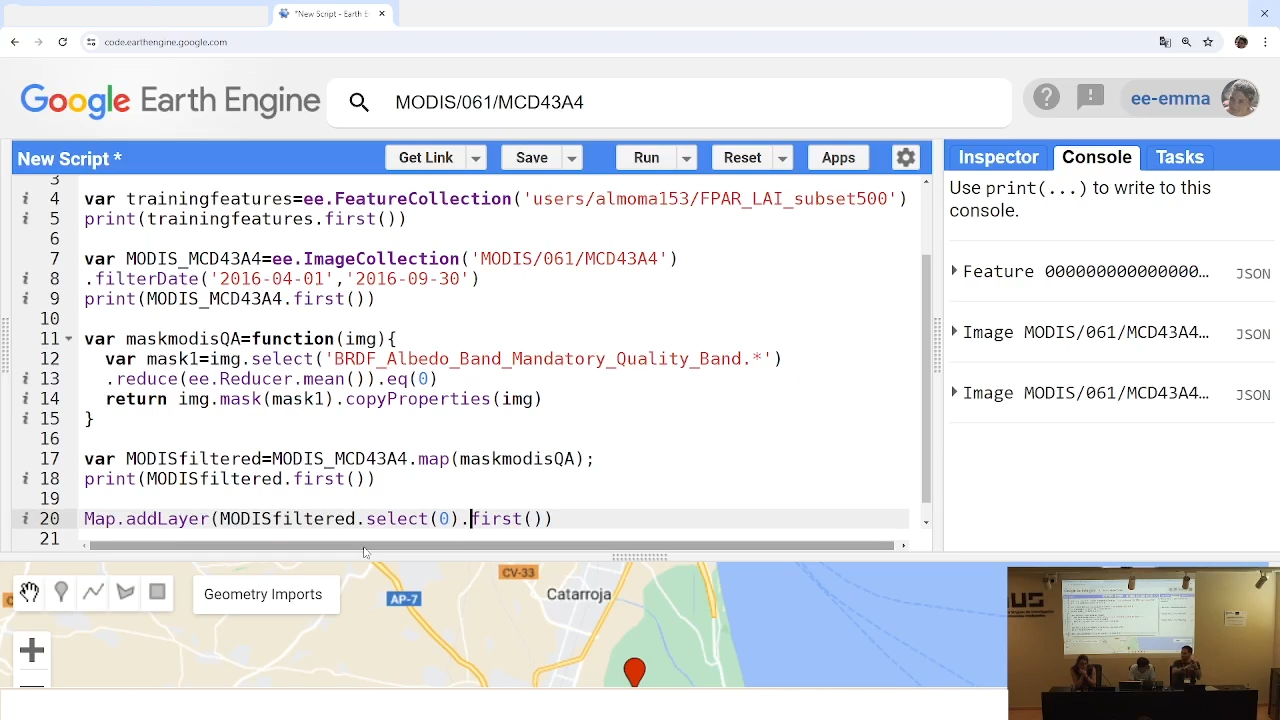 *New Script - Earth E
code.earthengine.google.com
Google Earth Engine
MODIS/061/MCD43A4
ee-emma
New Script *
Get Link
Save
Run
Reset
Apps
Inspector
Console
Tasks
3
4 var trainingfeatures=ee.FeatureCollection('users/almoma153/FPAR_LAI_subset500')
5 print(trainingfeatures.first())
6
7 var MODIS_MCD43A4=ee.ImageCollection('MODIS/061/MCD43A4')
8 .filterDate('2016-04-01','2016-09-30')
9 print(MODIS_MCD43A4.first())
10
11 var maskmodisQA=function(img){
12 var mask1=img.select('BRDF_Albedo_Band_Mandatory_Quality_Band.*')
13 .reduce(ee.Reducer.mean()).eq(0)
14 return img.mask(mask1).copyProperties(img)
15 }
16
17 var MODISfiltered=MODIS_MCD43A4.map(maskmodisQA);
18 print(MODISfiltered.first())
19
20 Map.addLayer(MODISfiltered.select(0).first())
21
Use print(...) to write to this
console.
Feature 000000000000000... JSON
Image MODIS/061/MCD43A4... JSON
Image MODIS/061/MCD43A4... JSON
Geometry Imports
CV-33
AP-7
Catarroja